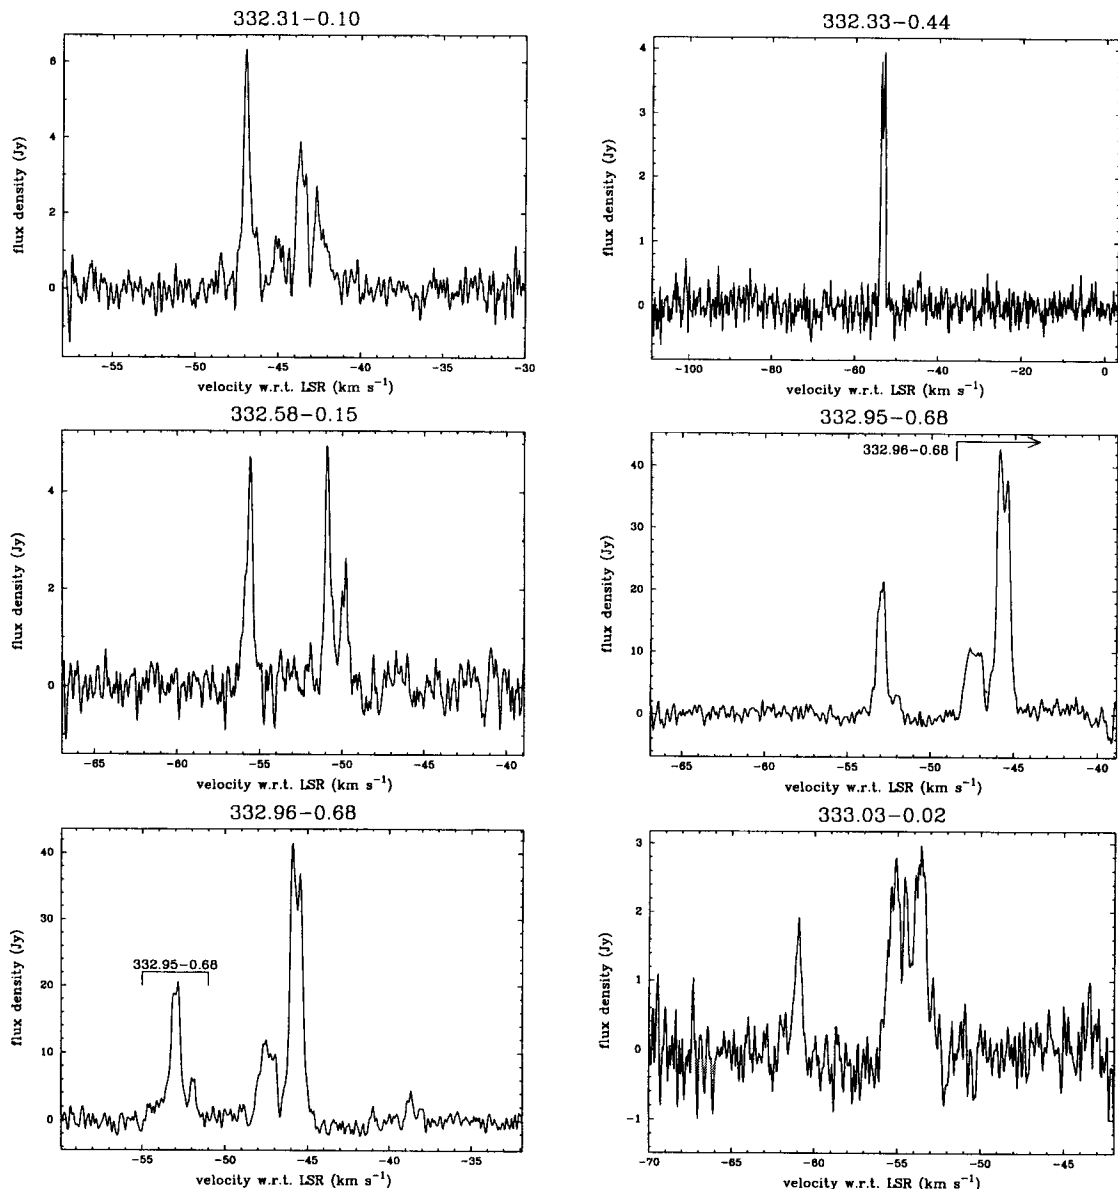 332.31−0.10
6
4
2
0
flux density (Jy)
−55 −50 −45 −40 −35 −30
velocity w.r.t. LSR (km s⁻¹)
332.33−0.44
4
3
2
1
0
flux density (Jy)
−100 −80 −60 −40 −20 0
velocity w.r.t. LSR (km s⁻¹)
332.58−0.15
4
2
0
flux density (Jy)
−65 −60 −55 −50 −45 −40
velocity w.r.t. LSR (km s⁻¹)
332.95−0.68
332.96−0.68
40
30
20
10
0
flux density (Jy)
−65 −60 −55 −50 −45 −40
velocity w.r.t. LSR (km s⁻¹)
332.96−0.68
40
30
20
10
0
332.95−0.68
flux density (Jy)
−55 −50 −45 −40 −35
velocity w.r.t. LSR (km s⁻¹)
333.03−0.02
3
2
1
0
−1
flux density (Jy)
−70 −65 −60 −55 −50 −45
velocity w.r.t. LSR (km s⁻¹)